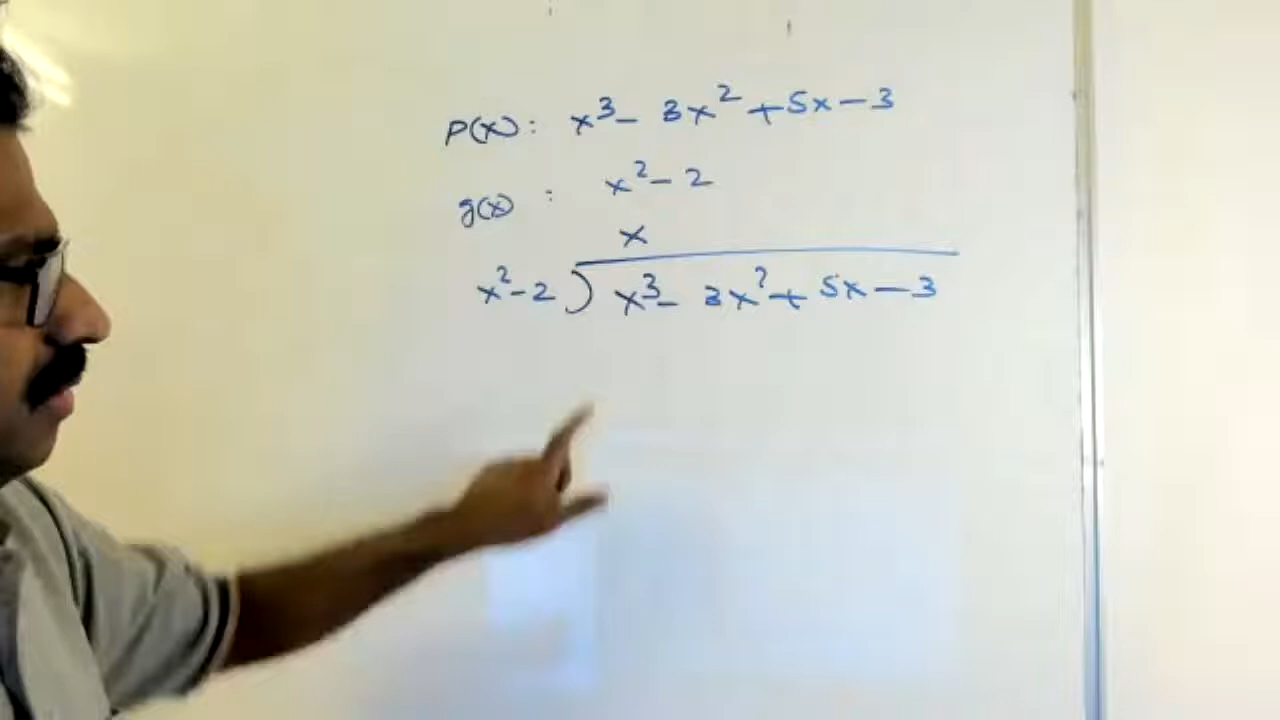 P(x) : x³ - 3x² + 5x - 3
g(x) : x² - 2
x
x² - 2 ) x³ - 3x² + 5x - 3